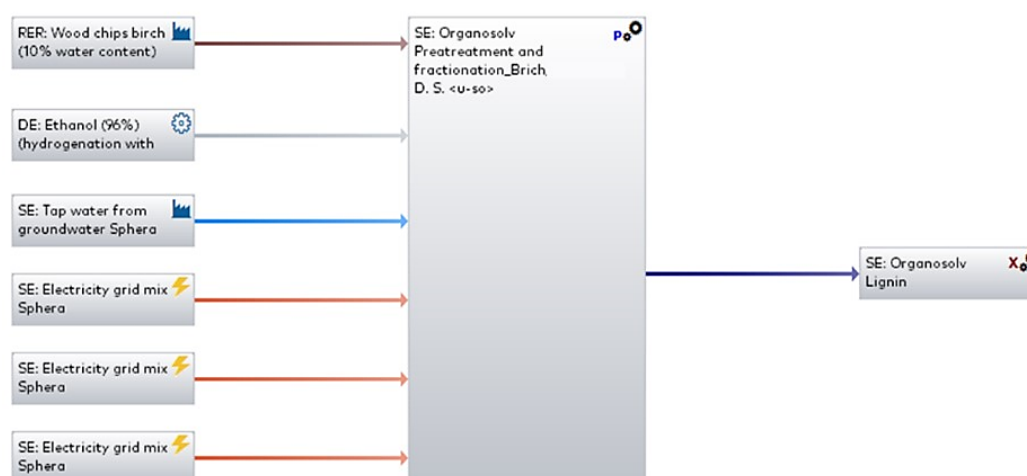 RER: Wood chips birch
(10% water content)
DE: Ethanol (96%)
(hydrogenation with
SE: Tap water from
groundwater Sphera
SE: Electricity grid mix
Sphera
SE: Electricity grid mix
Sphera
SE: Electricity grid mix
Sphera
SE: Organosolv
Preatreatment and
fractionation_Brich,
D. S. <u-so>
P
SE: Organosolv
Lignin
X